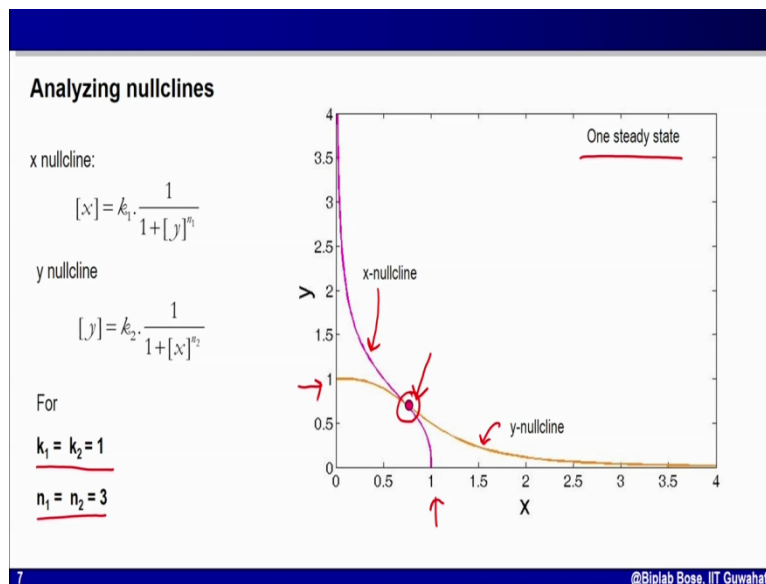 Analyzing nullclines
x nullcline:
[x] = k₁. 1 / 1+[y]^n₁
y nullcline
[y] = k₂. 1 / 1+[x]^n₂
For
k₁ = k₂ = 1
n₁ = n₂ = 3
One steady state
x-nullcline
y-nullcline
4
3.5
3
2.5
2
1.5
1
0.5
0
y
0 0.5 1 1.5 2 2.5 3 3.5 4
x
7
@Biplab Bose, IIT Guwahat